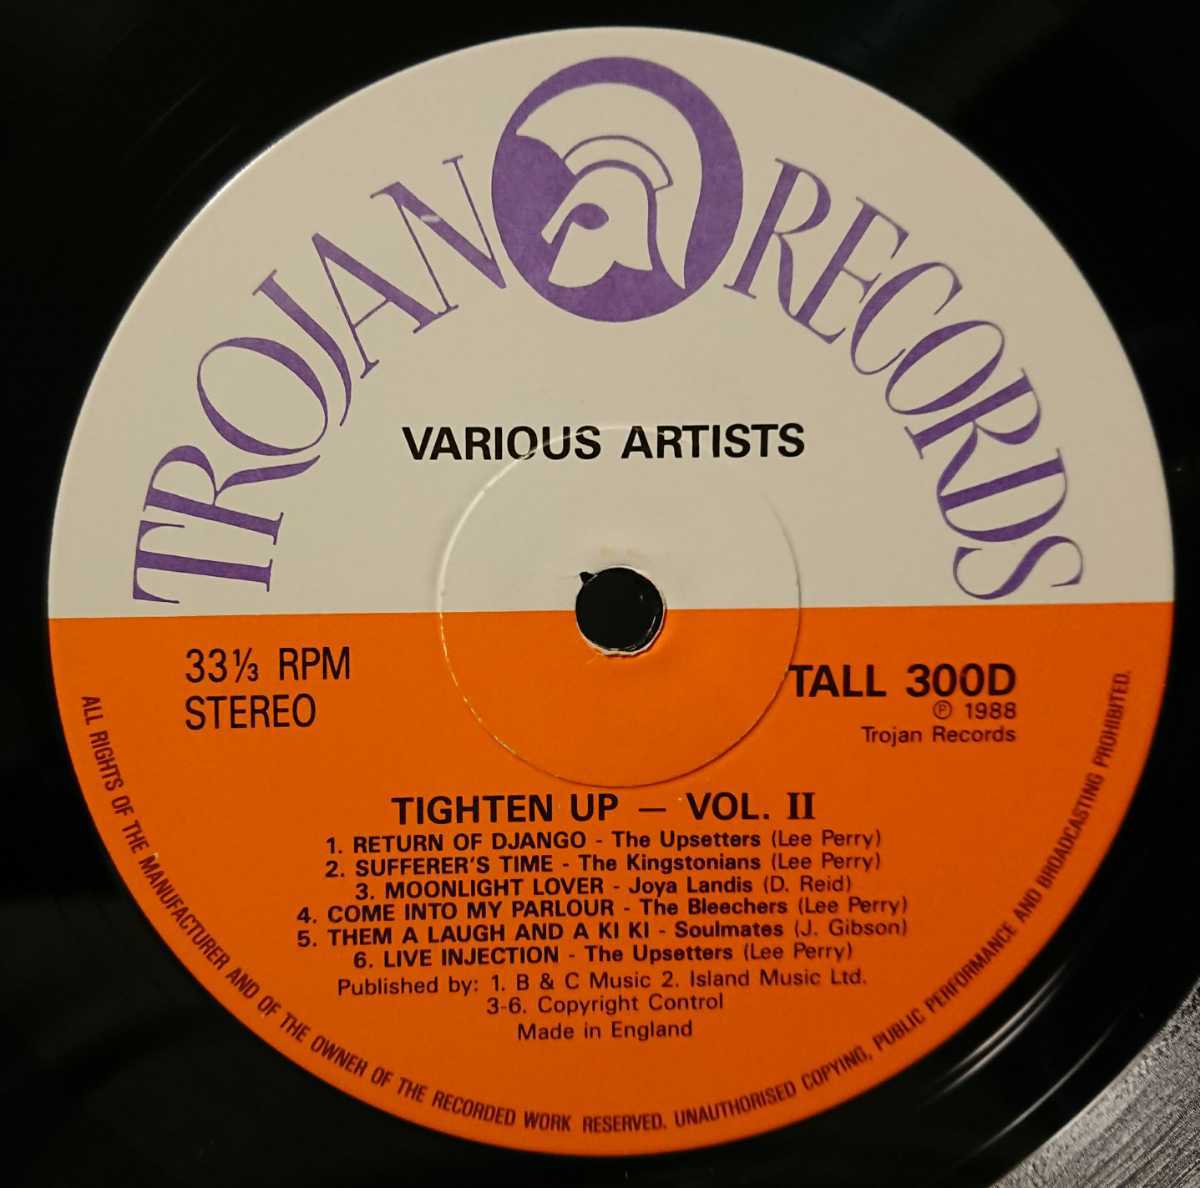 TROJAN RECORDS
VARIOUS ARTISTS
33⅓ RPM
STEREO
TALL 300D
℗ 1988
Trojan Records
TIGHTEN UP — VOL. II
1. RETURN OF DJANGO - The Upsetters (Lee Perry)
2. SUFFERER'S TIME - The Kingstonians (Lee Perry)
3. MOONLIGHT LOVER - Joya Landis (D. Reid)
4. COME INTO MY PARLOUR - The Bleechers (Lee Perry)
5. THEM A LAUGH AND A KI KI - Soulmates (J. Gibson)
6. LIVE INJECTION - The Upsetters (Lee Perry)
Published by: 1. B & C Music 2. Island Music Ltd.
3-6. Copyright Control
Made in England
ALL RIGHTS OF THE MANUFACTURER AND OF THE OWNER OF THE RECORDED WORK RESERVED. UNAUTHORISED COPYING, PUBLIC PERFORMANCE AND BROADCASTING PROHIBITED.